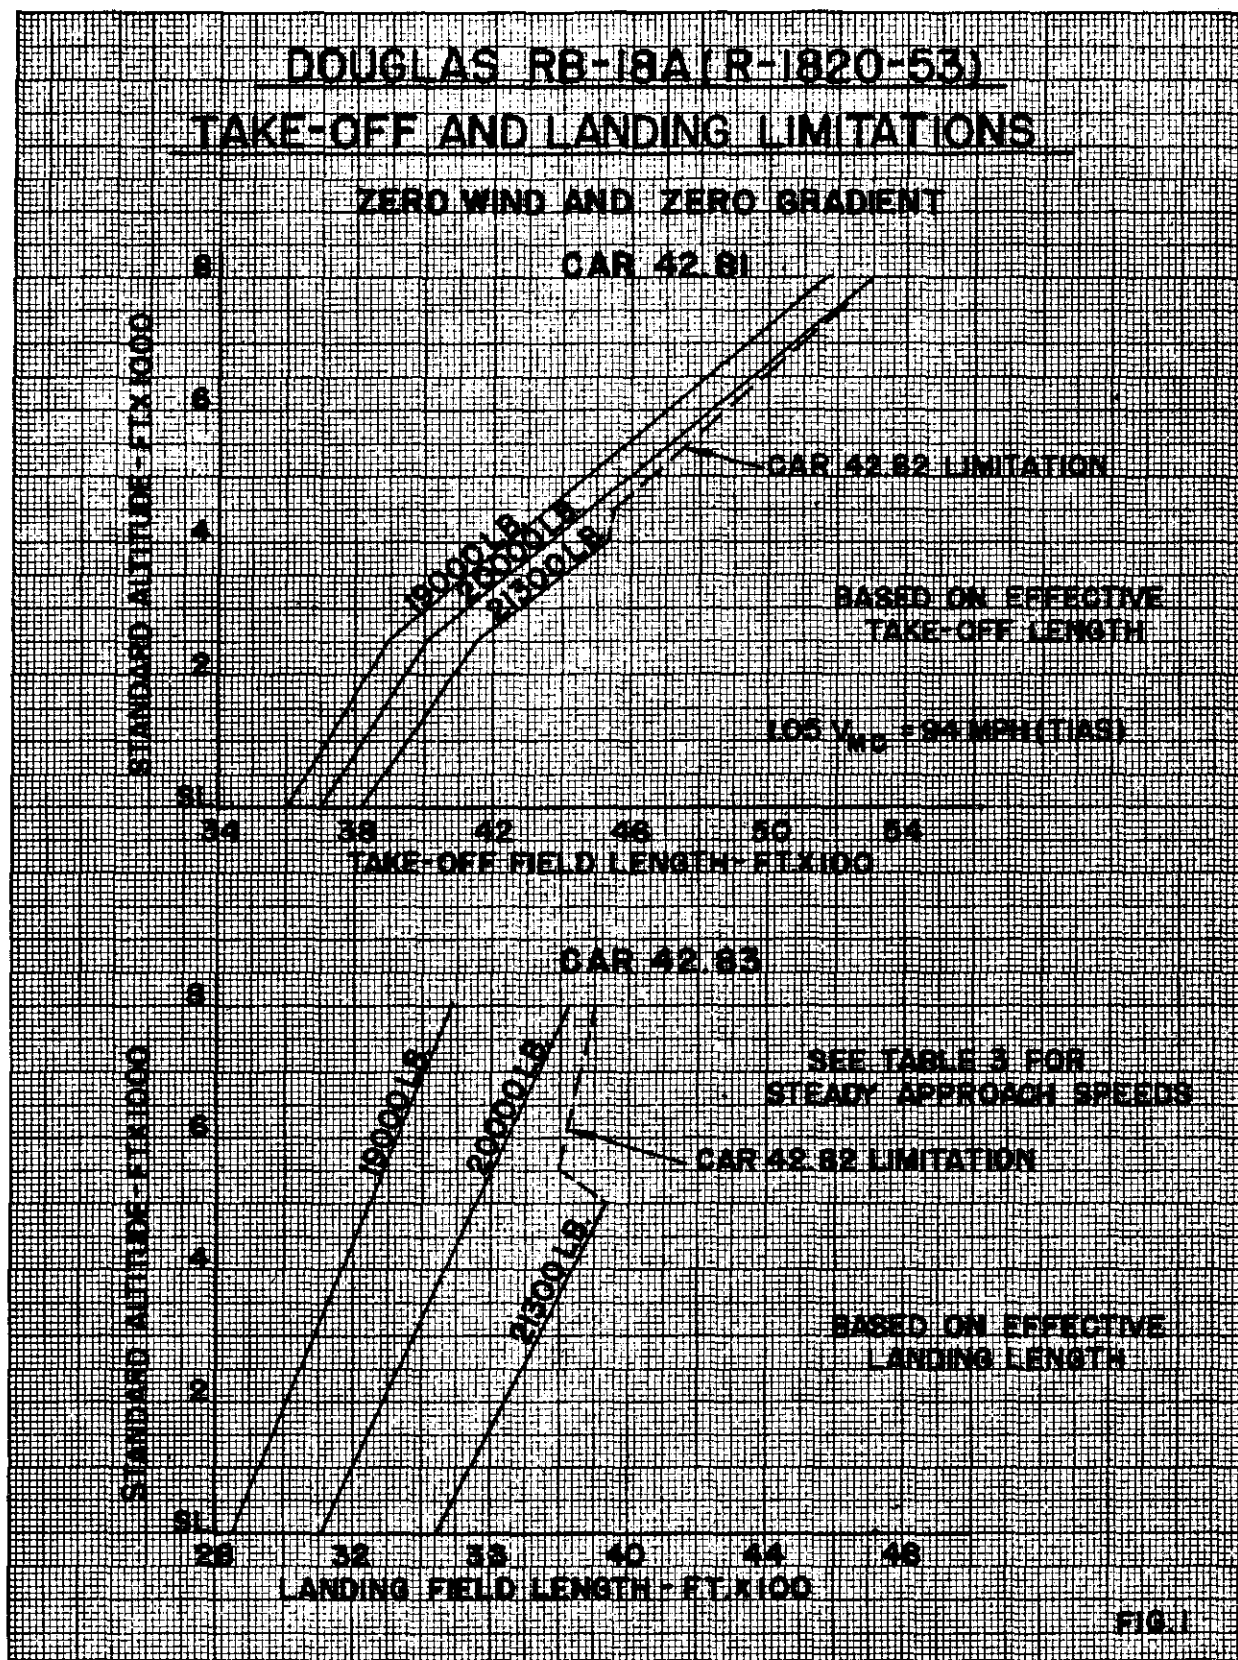 DOUGLAS RB-18A (R-1820-53)
TAKE-OFF AND LANDING LIMITATIONS
ZERO WIND AND ZERO GRADIENT
CAR 42.81
STANDARD ALTITUDE-FT.X1000
8
6
4
2
SL
19000 LB.
20000 LB.
21300 LB.
CAR 42.82 LIMITATION
BASED ON EFFECTIVE
TAKE-OFF LENGTH
1.05 VMC = 94 MPH (TIAS)
34 38 42 46 50 54
TAKE-OFF FIELD LENGTH-FT.X100
CAR 42.83
STANDARD ALTITUDE-FT.X1000
8
6
4
2
SL
19000 LB.
20000 LB.
21300 LB.
SEE TABLE 3 FOR
STEADY APPROACH SPEEDS
CAR 42.82 LIMITATION
BASED ON EFFECTIVE
LANDING LENGTH
28 32 36 40 44 48
LANDING FIELD LENGTH-FT.X100
FIG.1